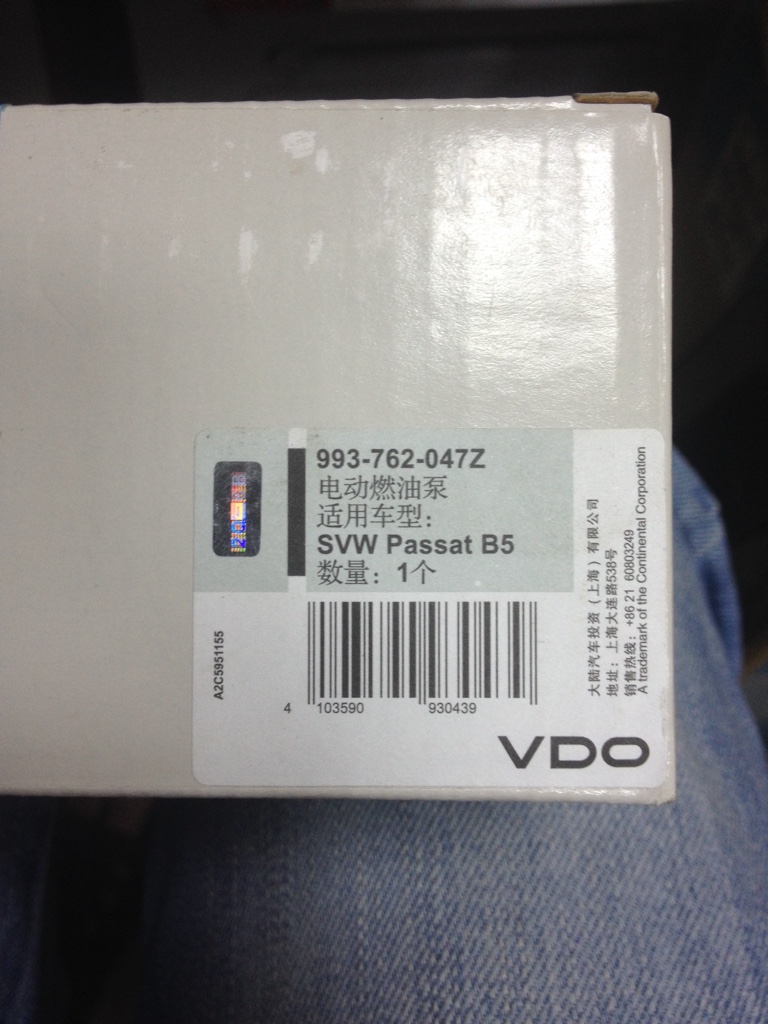 993-762-047Z
电动燃油泵
适用车型：
SVW Passat B5
数量：1个
A2C5951155
4 103590 930439
VDO
大陆汽车投资（上海）有限公司
地址：上海大连路538号
销售热线：+86 21 60803249
A trademark of the Continental Corporation